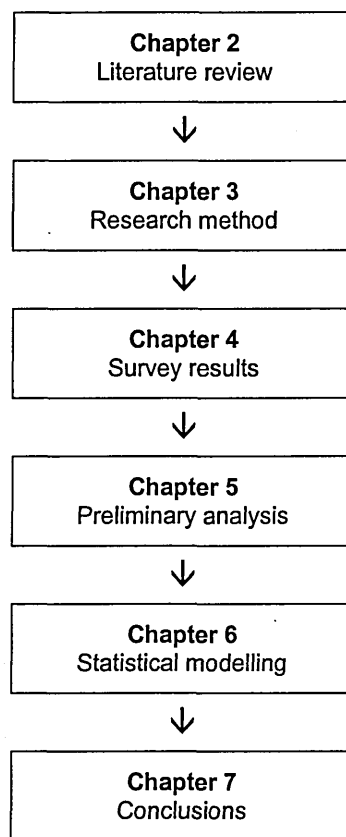 Chapter 2
Literature review
Chapter 3
Research method
Chapter 4
Survey results
Chapter 5
Preliminary analysis
Chapter 6
Statistical modelling
Chapter 7
Conclusions